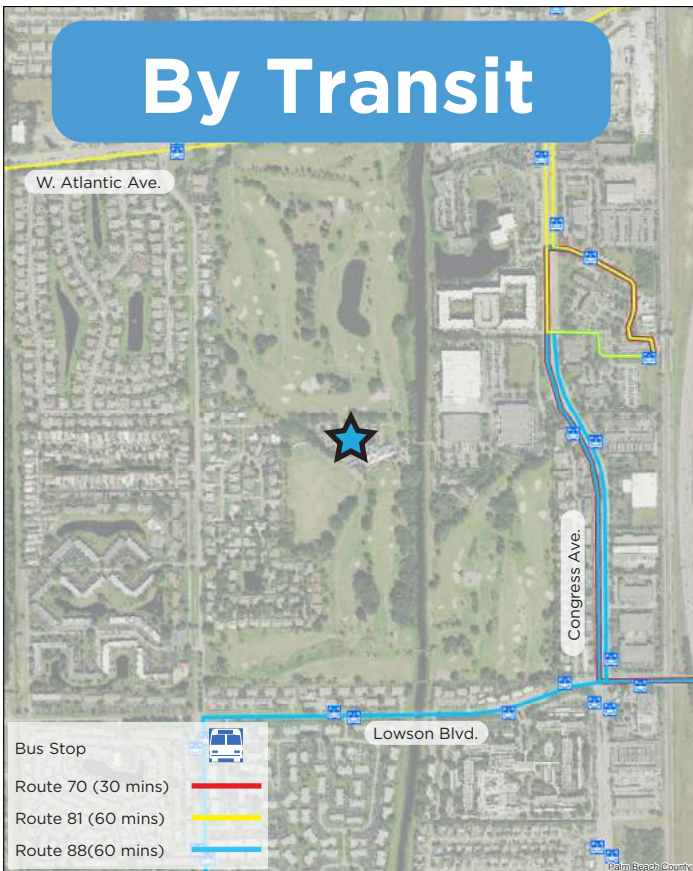 By Transit
W. Atlantic Ave.
Congress Ave.
Lowson Blvd.
Bus Stop
Route 70 (30 mins)
Route 81 (60 mins)
Route 88(60 mins)
Palm Beach County